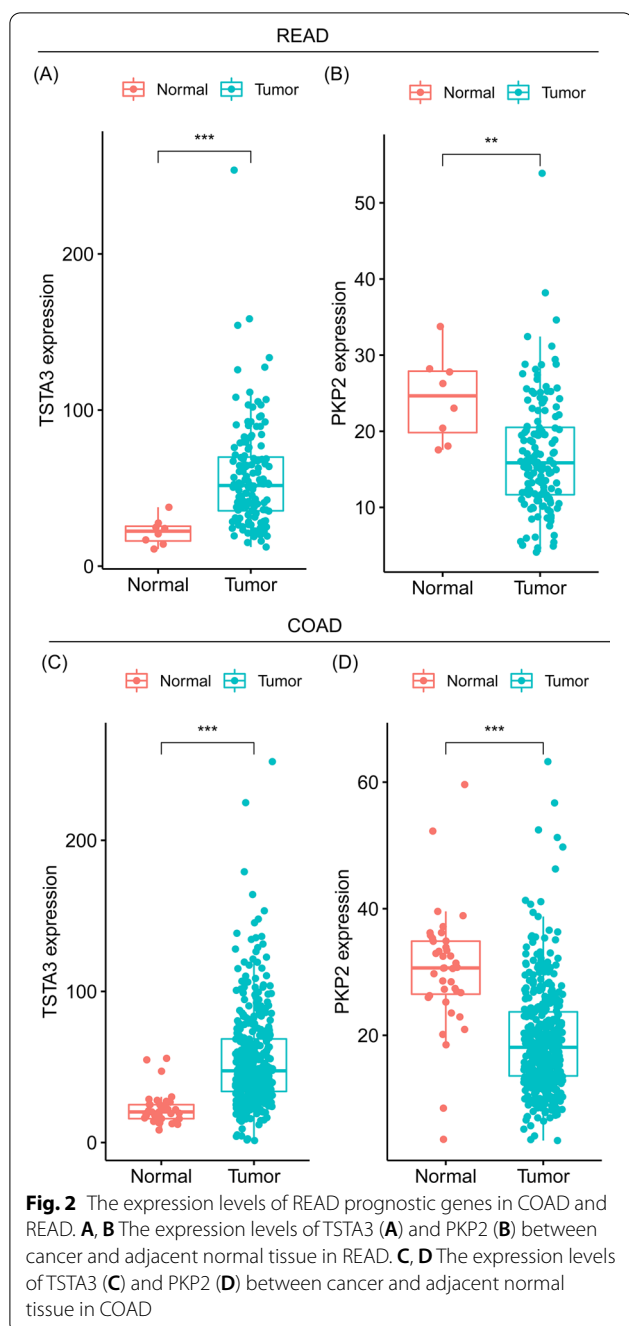 READ
(A)
(B)
Normal Tumor
Normal Tumor
***
**
TSTA3 expression
PKP2 expression
200
100
0
50
40
30
20
10
Normal Tumor
Normal Tumor
COAD
(C)
(D)
Normal Tumor
Normal Tumor
***
***
TSTA3 expression
PKP2 expression
200
100
0
60
40
20
Normal Tumor
Normal Tumor
Fig. 2 The expression levels of READ prognostic genes in COAD and
READ. A, B The expression levels of TSTA3 (A) and PKP2 (B) between
cancer and adjacent normal tissue in READ. C, D The expression levels
of TSTA3 (C) and PKP2 (D) between cancer and adjacent normal
tissue in COAD